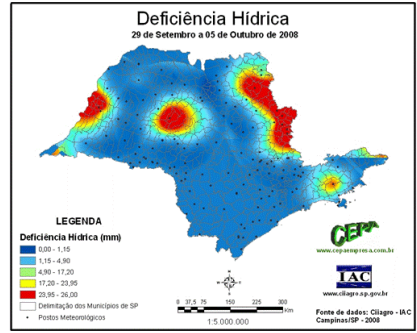 Deficiência Hídrica
29 de Setembro a 05 de Outubro de 2008
LEGENDA
Deficiência Hídrica (mm)
0,00 - 1,15
1,15 - 4,90
4,90 - 17,20
17,20 - 23,95
23,95 - 26,00
Delimitação dos Municípios de SP
Postos Meteorológicos
0 37,5 75 150 225 300
Km
1:5.000.000
CEPA
www.cepaempresa.com.br
IAC
www.ciiagro.sp.gov.br
Fonte de dados: Ciiagro - IAC
Campinas/SP - 2008